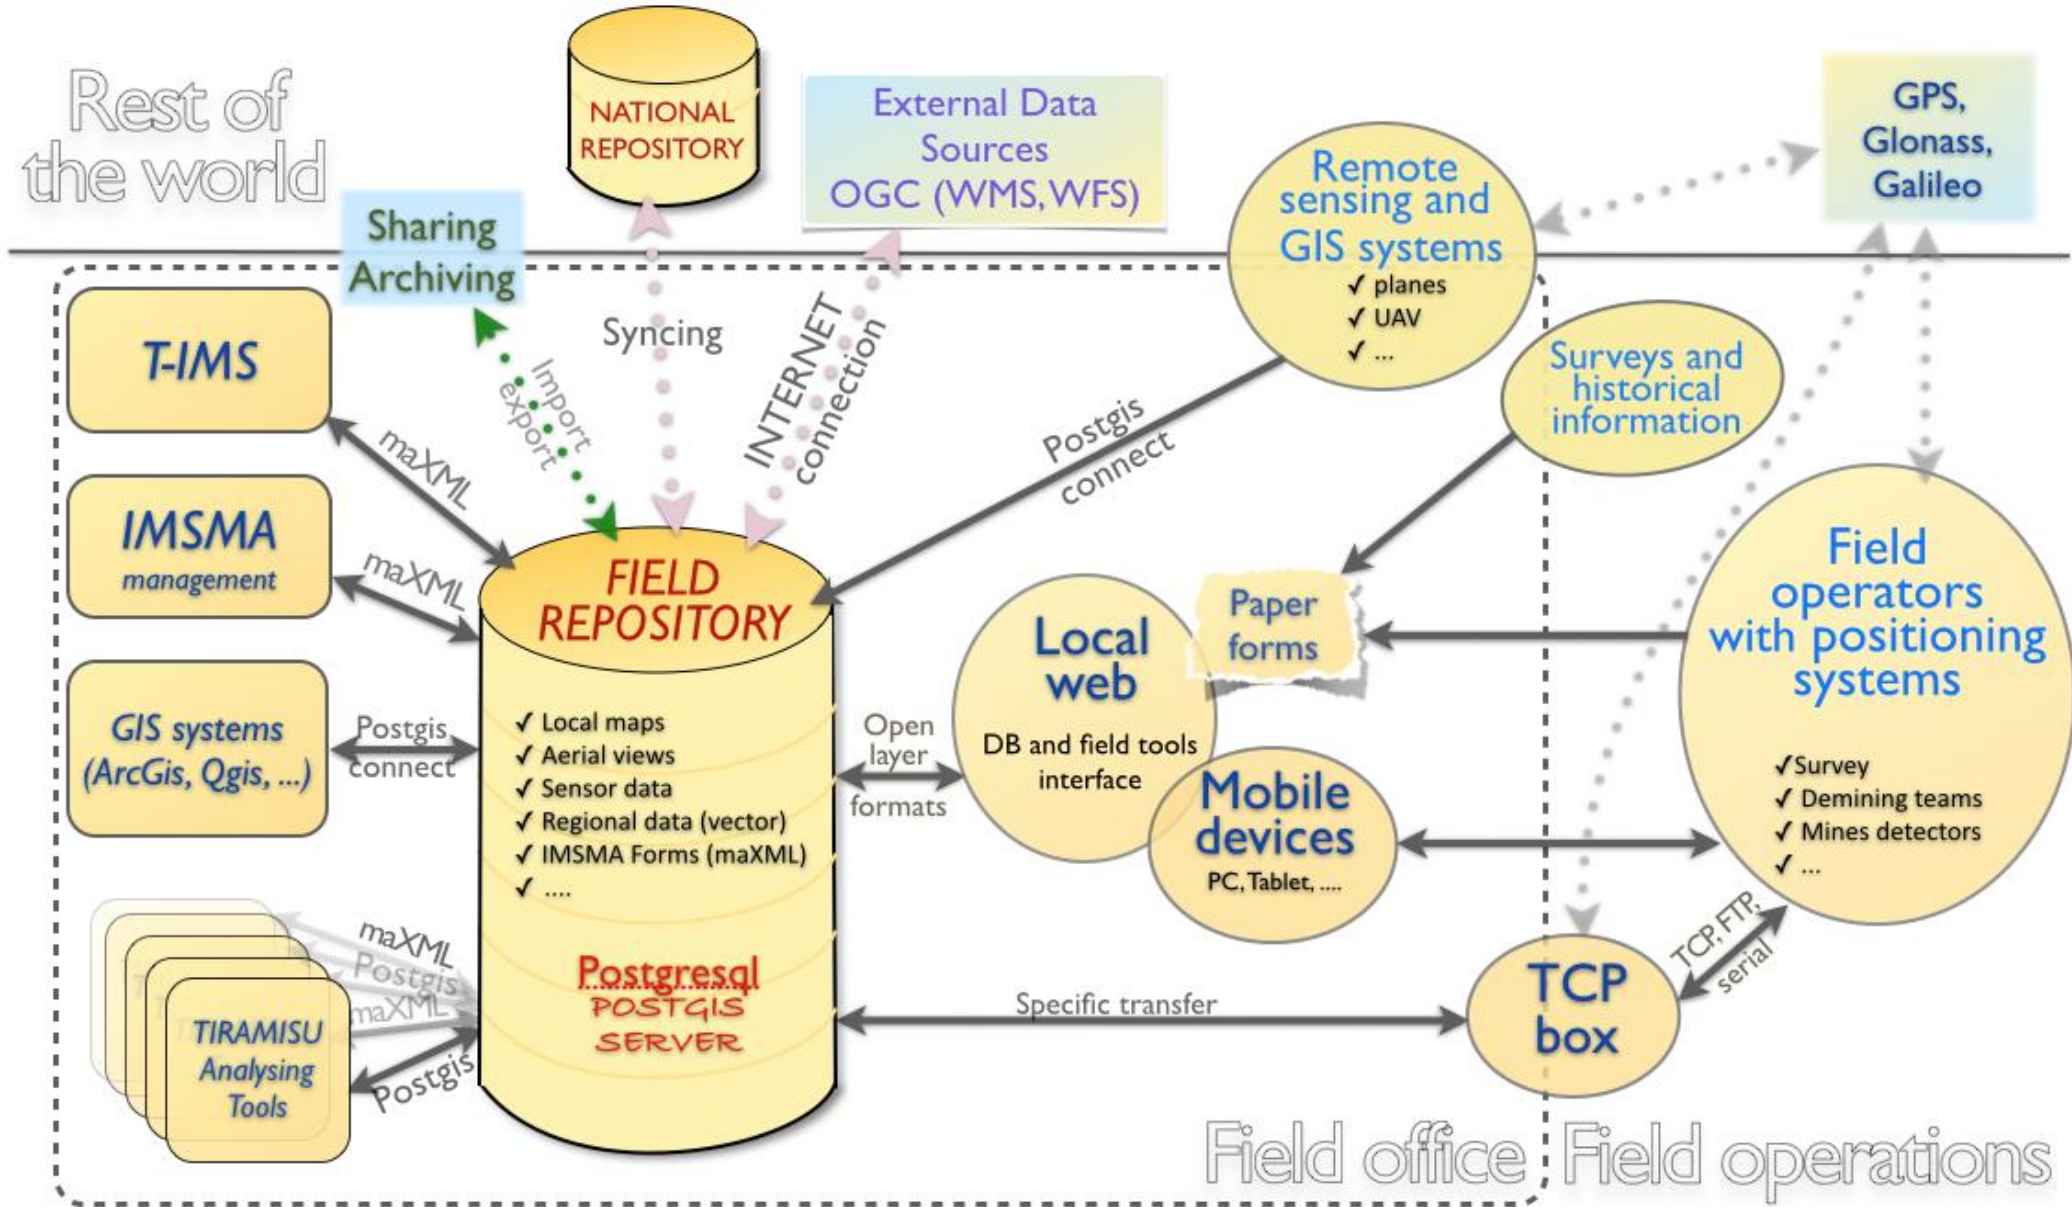 Rest of
the world
NATIONAL
REPOSITORY
External Data
Sources
OGC (WMS, WFS)
GPS,
Glonass,
Galileo
Remote
sensing and
GIS systems
✓ planes
✓ UAV
✓ ...
Sharing
Archiving
Import
export
Syncing
INTERNET
connection
Postgis
connect
Surveys and
historical
information
T-IMS
maXML
IMSMA
management
maXML
GIS systems
(ArcGis, Qgis, ...)
Postgis
connect
TIRAMISU
Analysing
Tools
maXML
Postgis
maXML
Postgis
FIELD
REPOSITORY
✓ Local maps
✓ Aerial views
✓ Sensor data
✓ Regional data (vector)
✓ IMSMA Forms (maXML)
✓ ....
Postgresql
POSTGIS
SERVER
Open
layer
formats
Local
web
DB and field tools
interface
Paper
forms
Mobile
devices
PC, Tablet, ....
Field
operators
with positioning
systems
✓Survey
✓ Demining teams
✓ Mines detectors
✓ ...
TCP, FTP,
serial
Specific transfer
TCP
box
Field office
Field operations